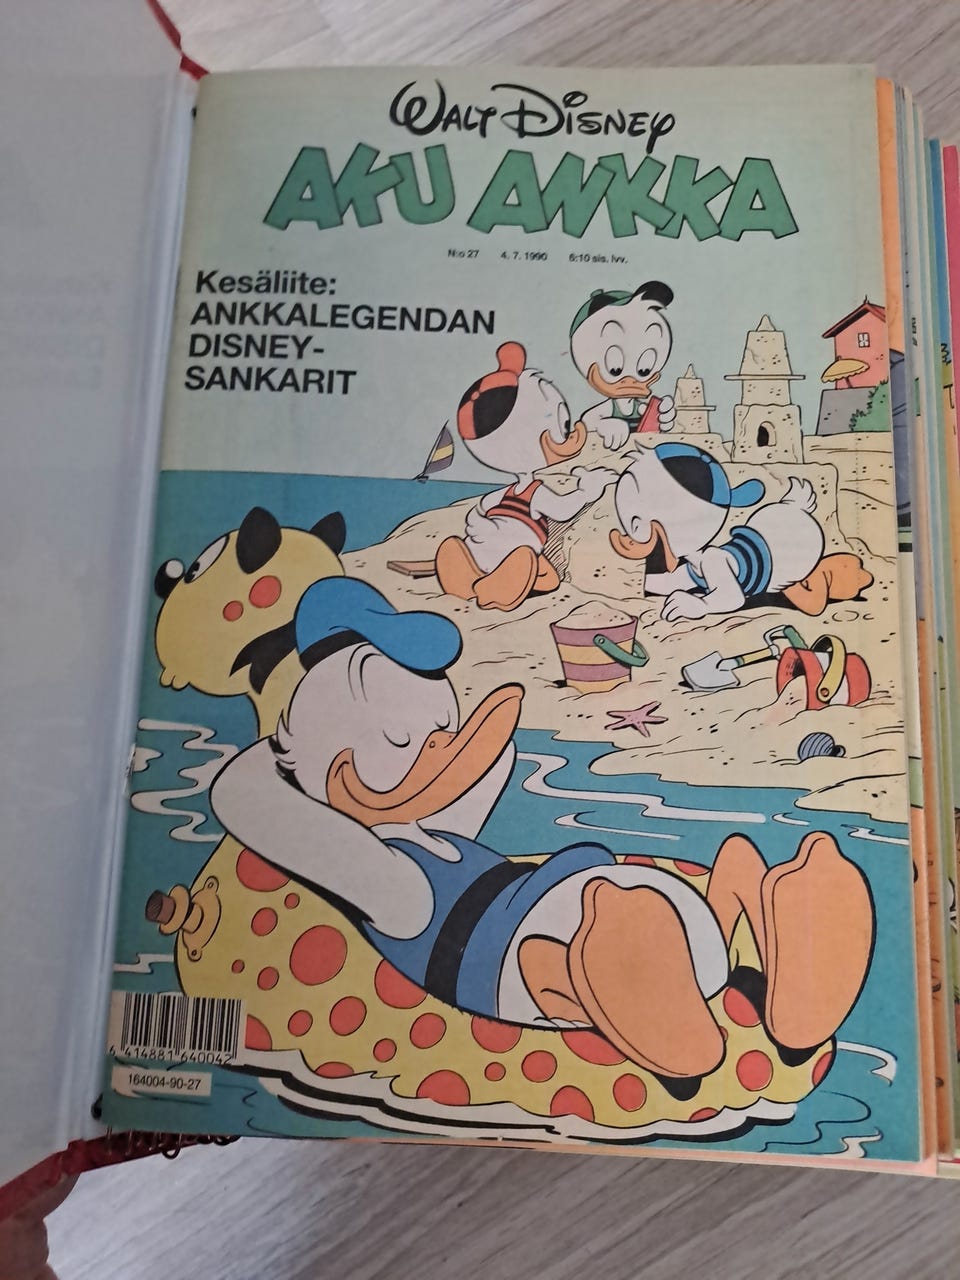 WALT DISNEY
AKU ANKKA
N:o 27 4. 7. 1990 6:10 sis. lvv.
Kesäliite:
ANKKALEGENDAN
DISNEY-
SANKARIT
6 414881 640042
164004-90-27